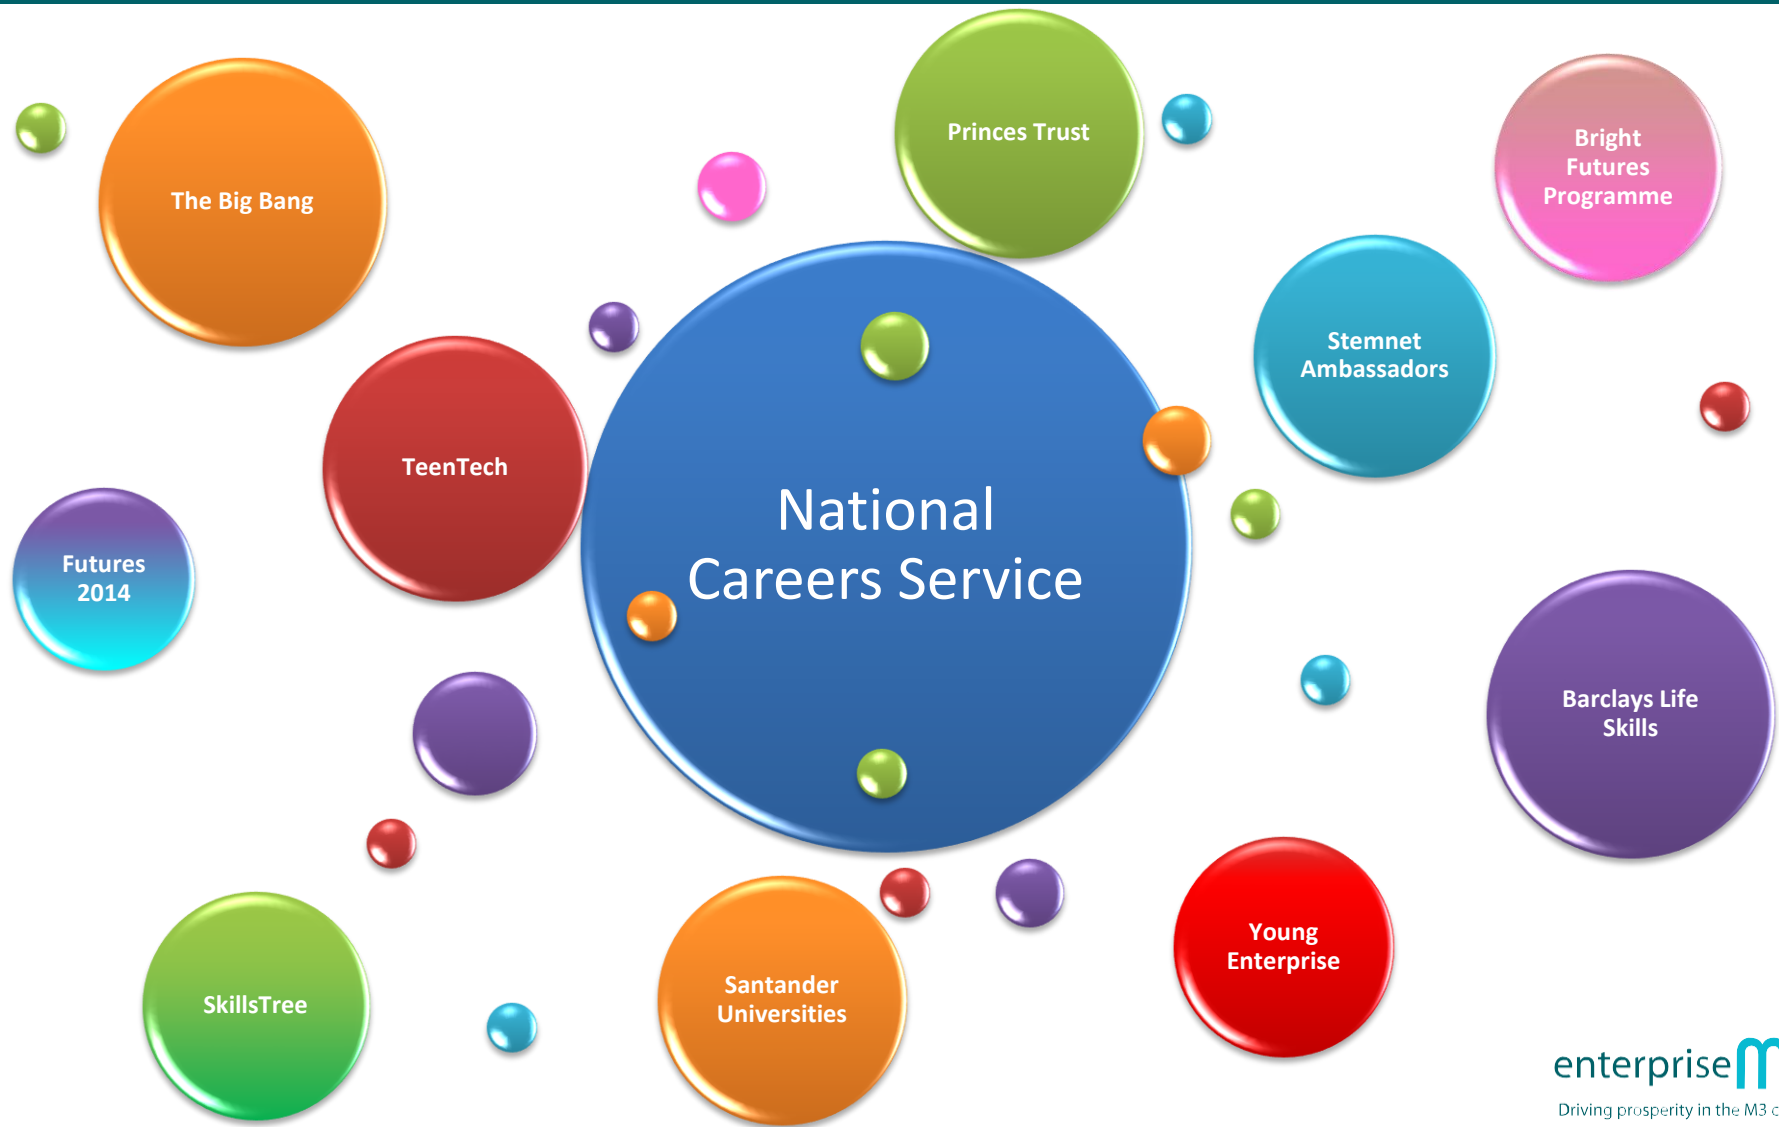 Princes Trust
The Big Bang
Bright
Futures
Programme
Stemnet
Ambassadors
TeenTech
National
Careers Service
Futures
2014
Barclays Life
Skills
Young
Enterprise
Santander
Universities
SkillsTree
enterprise
Driving prosperity in the M3